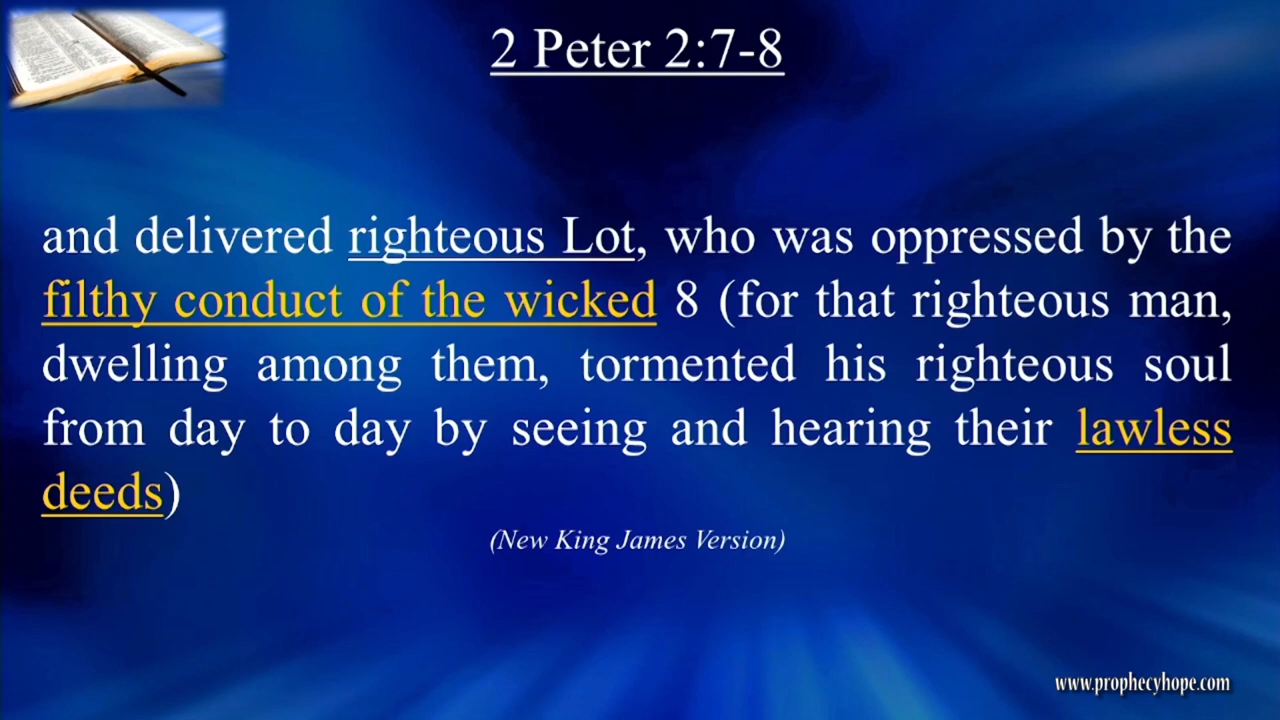 2 Peter 2:7-8
and delivered righteous Lot, who was oppressed by the
filthy conduct of the wicked 8 (for that righteous man,
dwelling among them, tormented his righteous soul
from day to day by seeing and hearing their lawless
deeds)
(New King James Version)
www.prophecyhope.com